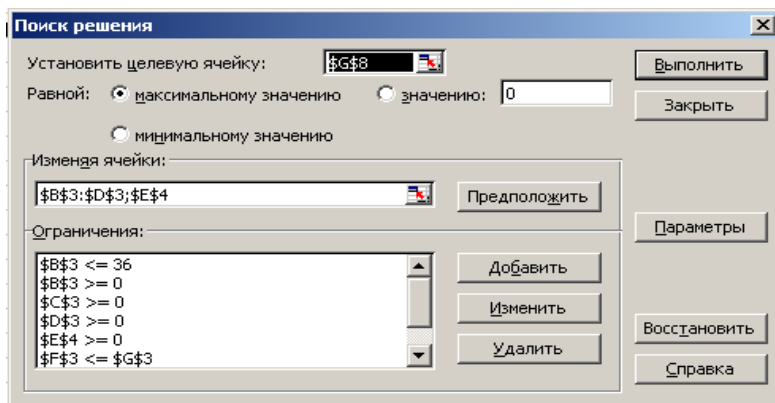 Поиск решения
Установить целевую ячейку: $G$8
Выполнить
Равной: максимальному значению значению: 0
Закрыть
минимальному значению
Изменяя ячейки:
$B$3:$D$3;$E$4
Предположить
Параметры
Ограничения:
$B$3 <= 36
$B$3 >= 0
$C$3 >= 0
$D$3 >= 0
$E$4 >= 0
$F$3 <= $G$3
Добавить
Изменить
Удалить
Восстановить
Справка